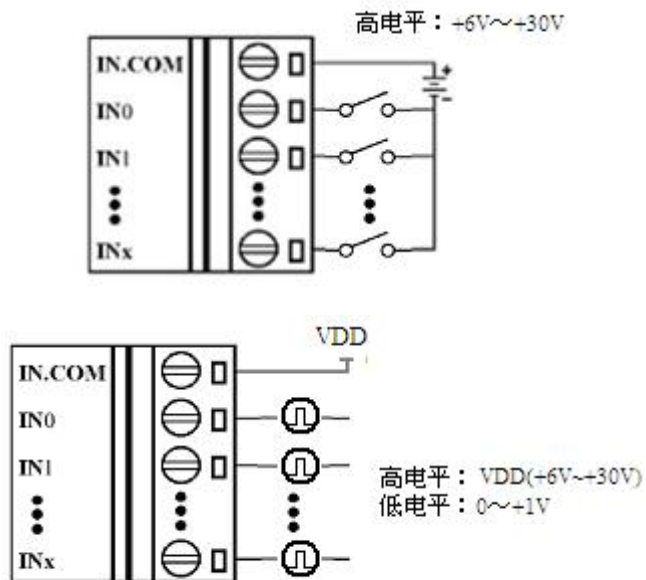 高电平：+6V～+30V
IN.COM
IN0
IN1
INx
VDD
IN.COM
IN0
IN1
INx
高电平：VDD(+6V~+30V)
低电平：0～+1V